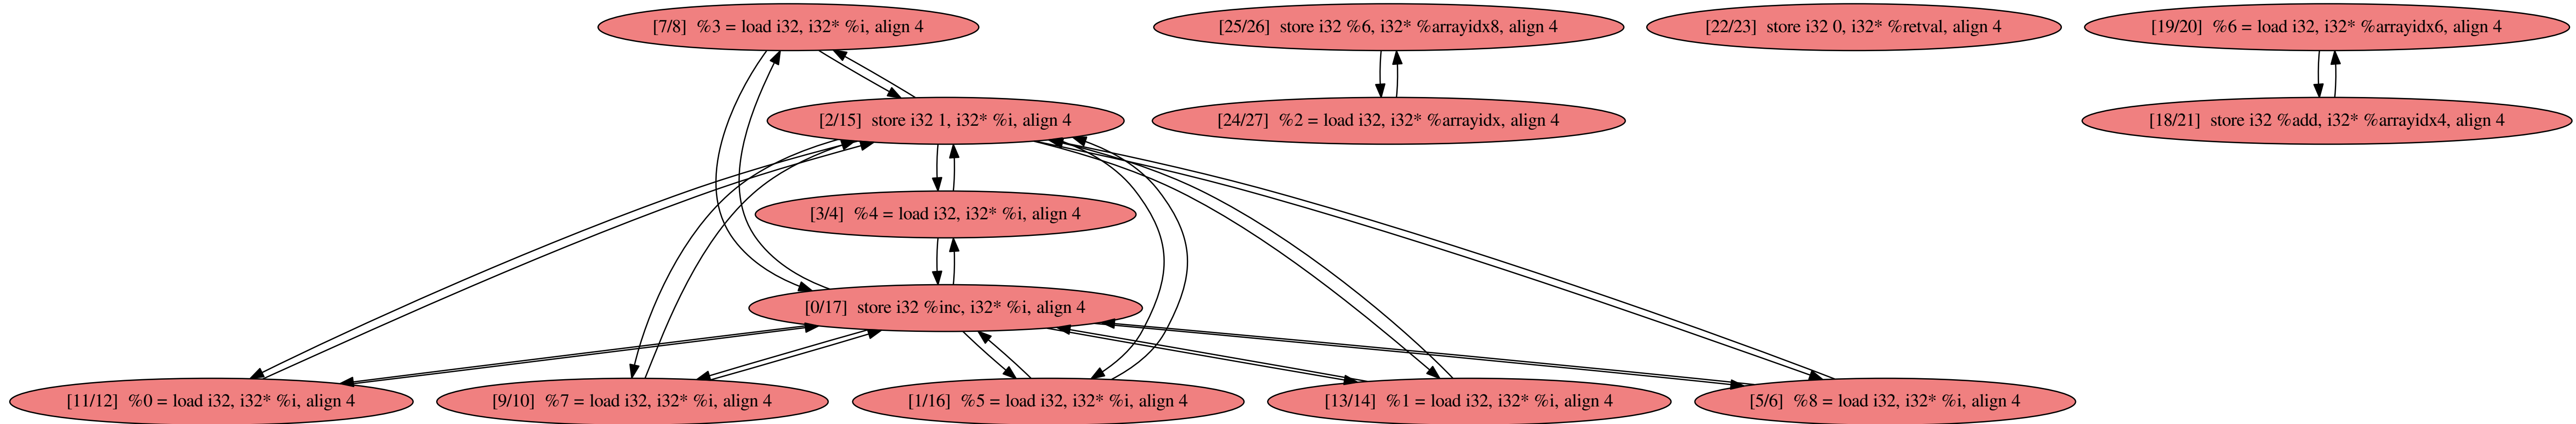 [7/8]  %3 = load i32, i32* %i, align 4
[25/26]  store i32 %6, i32* %arrayidx8, align 4
[22/23]  store i32 0, i32* %retval, align 4
[19/20]  %6 = load i32, i32* %arrayidx6, align 4
[2/15]  store i32 1, i32* %i, align 4
[24/27]  %2 = load i32, i32* %arrayidx, align 4
[18/21]  store i32 %add, i32* %arrayidx4, align 4
[3/4]  %4 = load i32, i32* %i, align 4
[0/17]  store i32 %inc, i32* %i, align 4
[11/12]  %0 = load i32, i32* %i, align 4
[9/10]  %7 = load i32, i32* %i, align 4
[1/16]  %5 = load i32, i32* %i, align 4
[13/14]  %1 = load i32, i32* %i, align 4
[5/6]  %8 = load i32, i32* %i, align 4